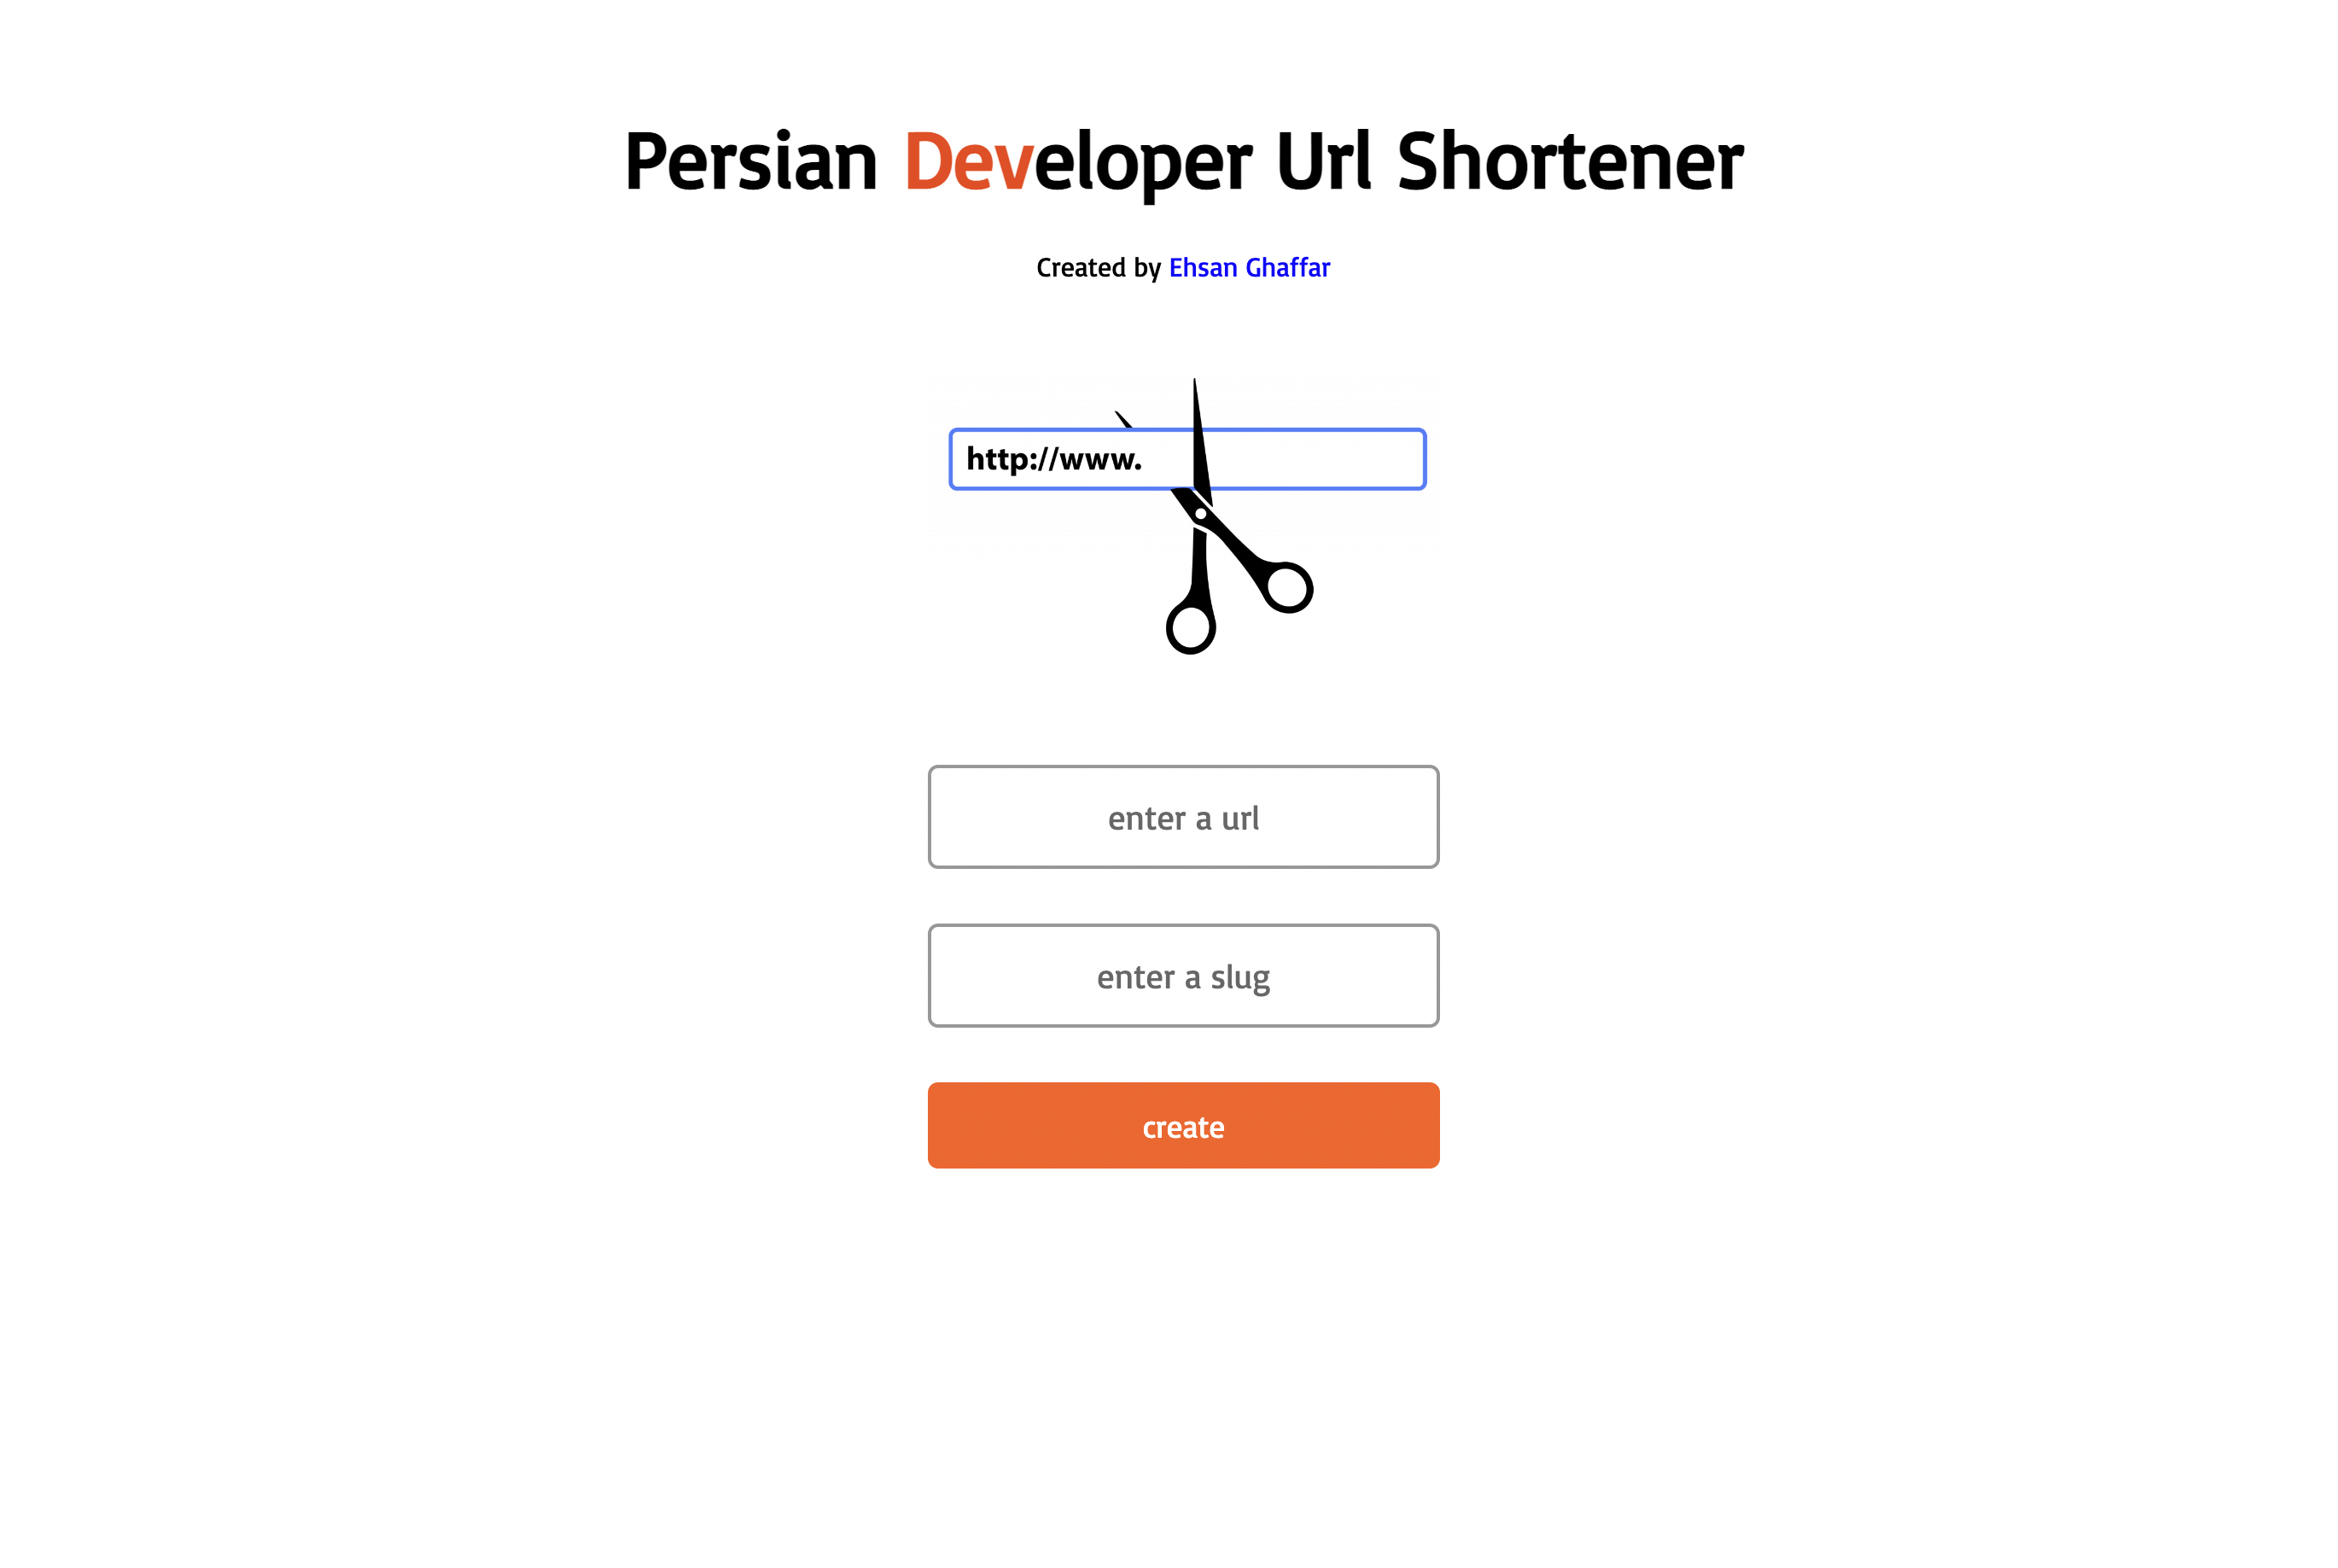 Persian Developer Url Shortener
Created by Ehsan Ghaffar
http://www.
enter a url
enter a slug
create